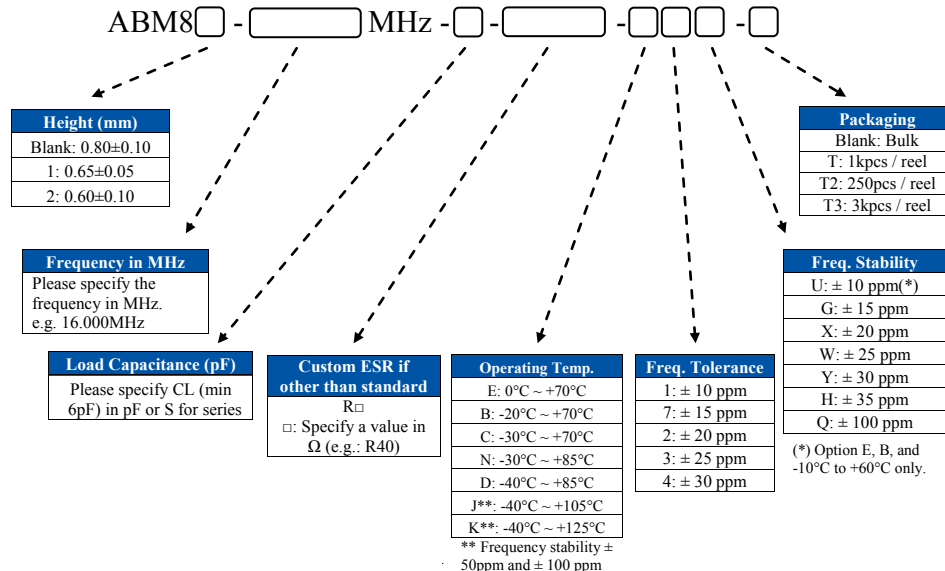 ABM8□ - □ MHz - □ - □ - □□□ - □
Height (mm)
Blank: 0.80±0.10
1: 0.65±0.05
2: 0.60±0.10
Packaging
Blank: Bulk
T: 1kpcs / reel
T2: 250pcs / reel
T3: 3kpcs / reel
Frequency in MHz
Please specify the
frequency in MHz.
e.g. 16.000MHz
Freq. Stability
U: ± 10 ppm(*)
G: ± 15 ppm
X: ± 20 ppm
W: ± 25 ppm
Y: ± 30 ppm
H: ± 35 ppm
Q: ± 100 ppm
(*) Option E, B, and
-10°C to +60°C only.
Load Capacitance (pF)
Please specify CL (min
6pF) in pF or S for series
Custom ESR if
other than standard
R□
□: Specify a value in
Ω (e.g.: R40)
Operating Temp.
E: 0°C ~ +70°C
B: -20°C ~ +70°C
C: -30°C ~ +70°C
N: -30°C ~ +85°C
D: -40°C ~ +85°C
J**: -40°C ~ +105°C
K**: -40°C ~ +125°C
** Frequency stability ±
50ppm and ± 100 ppm
Freq. Tolerance
1: ± 10 ppm
7: ± 15 ppm
2: ± 20 ppm
3: ± 25 ppm
4: ± 30 ppm